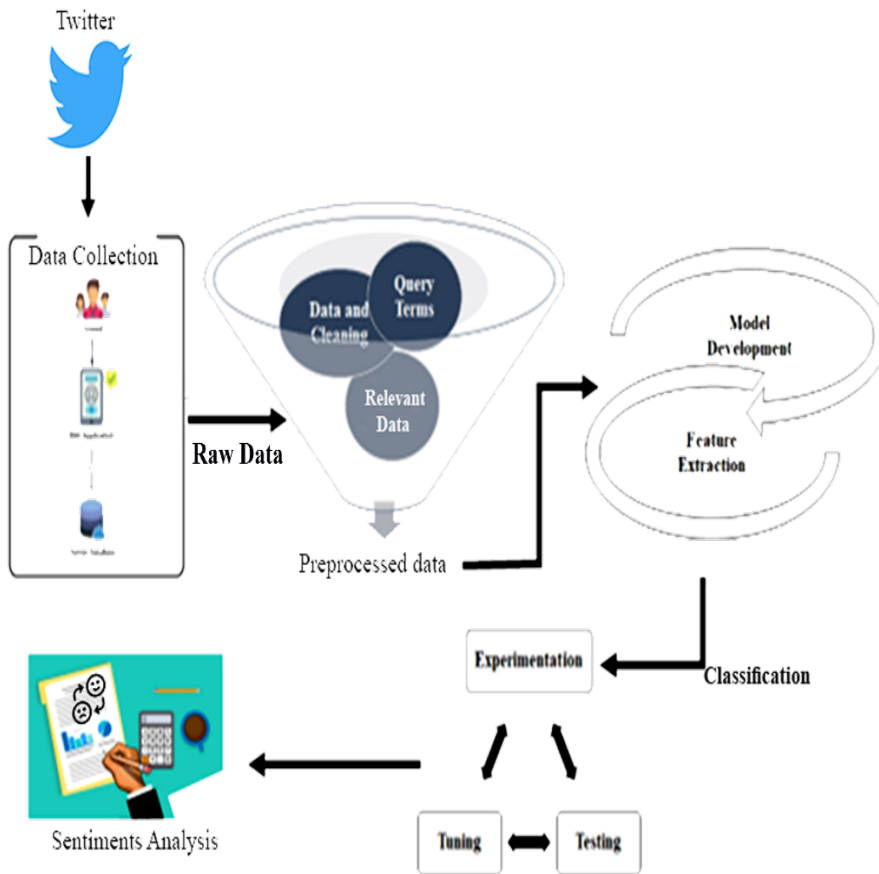 Twitter
Data Collection
Raw Data
Data and
Cleaning
Query
Terms
Relevant
Data
Preprocessed data
Model
Development
Feature
Extraction
Classification
Experimentation
Tuning
Testing
Sentiments Analysis